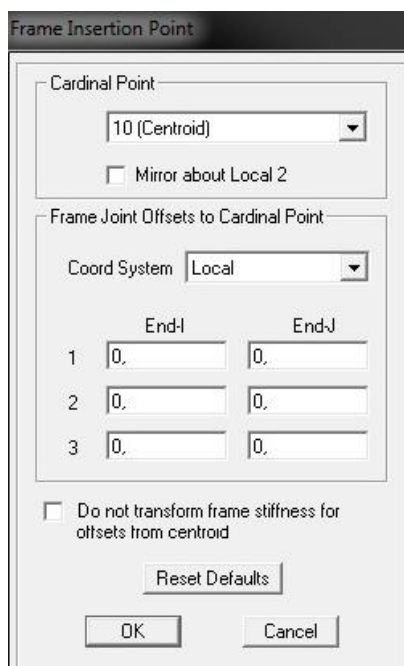 Frame Insertion Point
Cardinal Point
10 (Centroid)
Mirror about Local 2
Frame Joint Offsets to Cardinal Point
Coord System Local
End-I End-J
1 0, 0,
2 0, 0,
3 0, 0,
Do not transform frame stiffness for
offsets from centroid
Reset Defaults
OK Cancel